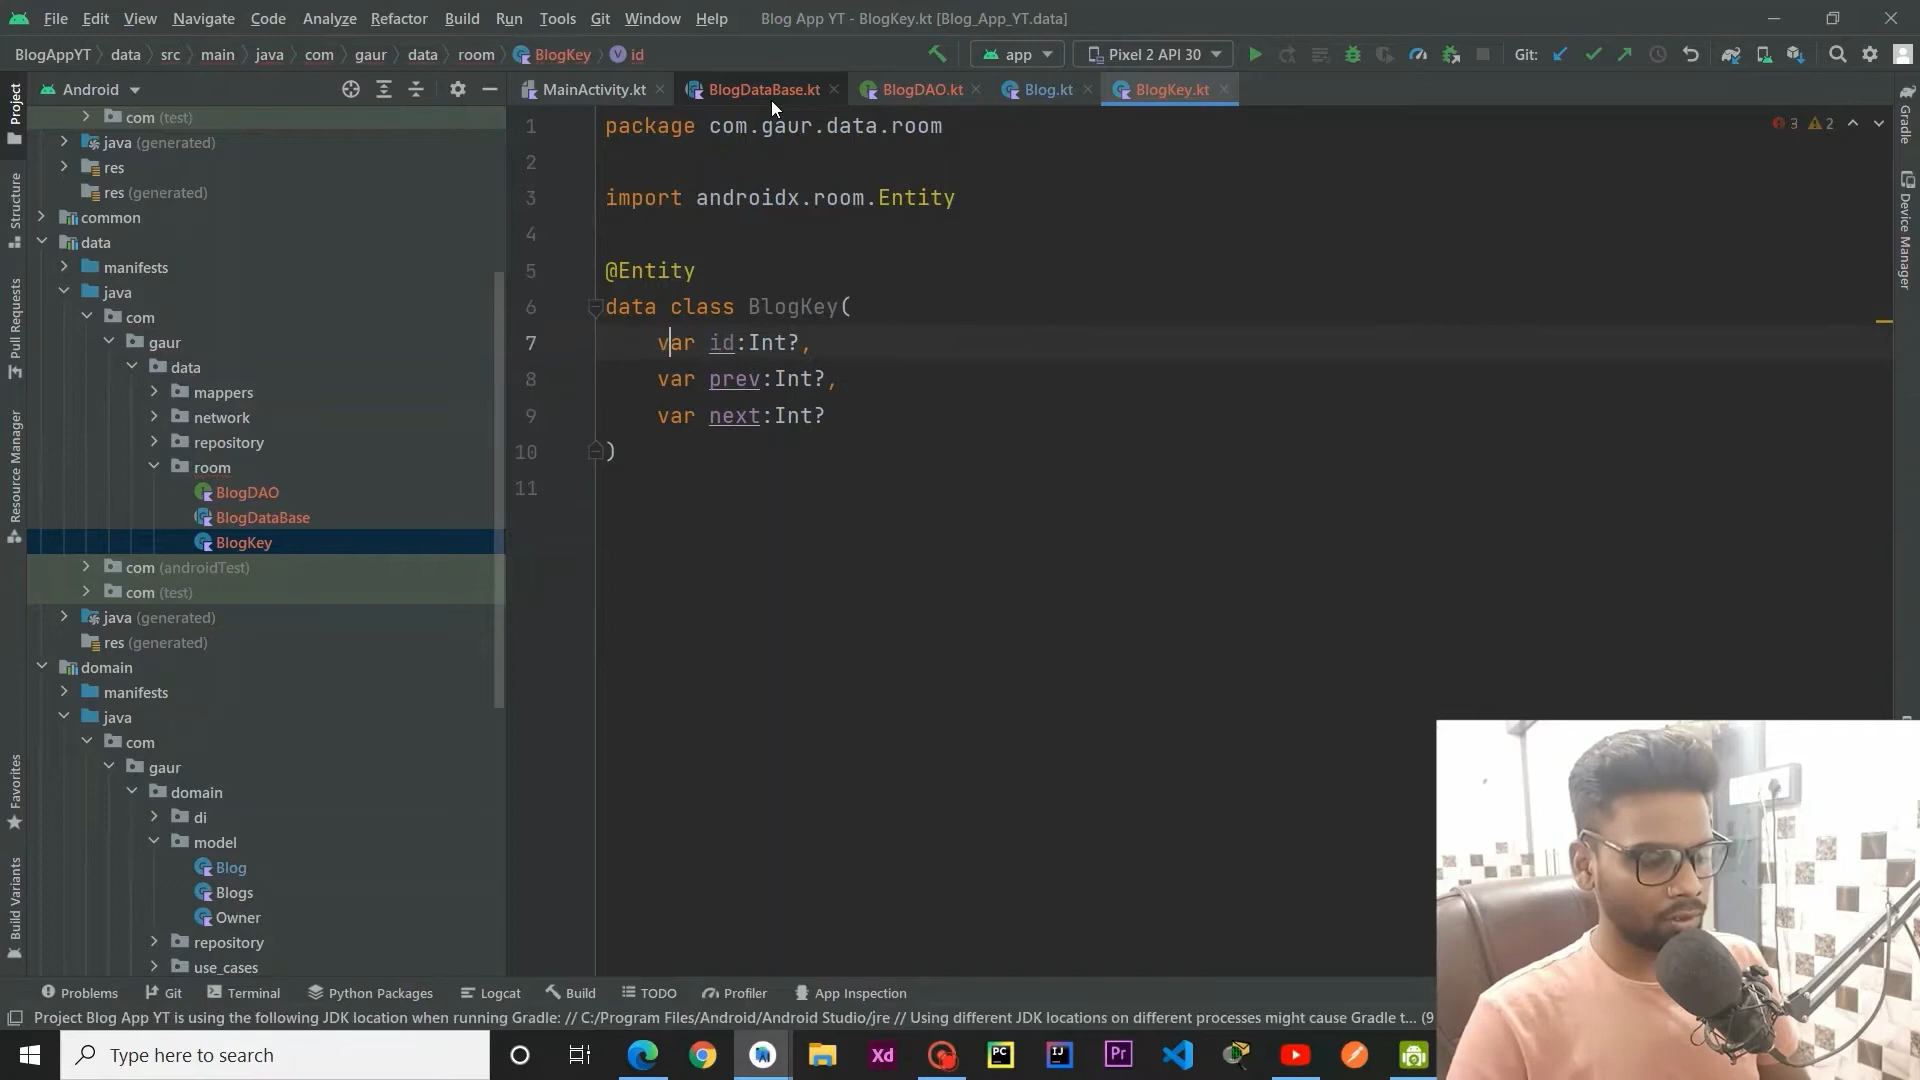 File Edit View Navigate Code Analyze Refactor Build Run Tools Git Window Help Blog App YT - BlogKey.kt [Blog_App_YT.data]
BlogAppYT data src main java com gaur data room BlogKey id app Pixel 2 API 30 Git:
Android MainActivity.kt BlogDataBase.kt BlogDAO.kt Blog.kt BlogKey.kt
Project
Structure
Pull Requests
Resource Manager
Favorites
Build Variants
com (test)
java (generated)
res
res (generated)
common
data
manifests
java
com
gaur
data
mappers
network
repository
room
BlogDAO
BlogDataBase
BlogKey
com (androidTest)
com (test)
java (generated)
res (generated)
domain
manifests
java
com
gaur
domain
di
model
Blog
Blogs
Owner
repository
use_cases
1 package com.gaur.data.room
2
3 import androidx.room.Entity
4
5 @Entity
6 data class BlogKey(
7 var id:Int?,
8 var prev:Int?,
9 var next:Int?
10 )
11
3 2
Gradle
Device Manager
Problems Git Terminal Python Packages Logcat Build TODO Profiler App Inspection
Project Blog App YT is using the following JDK location when running Gradle: // C:/Program Files/Android/Android Studio/jre // Using different JDK locations on different processes might cause Gradle t... (9
Type here to search
Xd PC IJ Pr